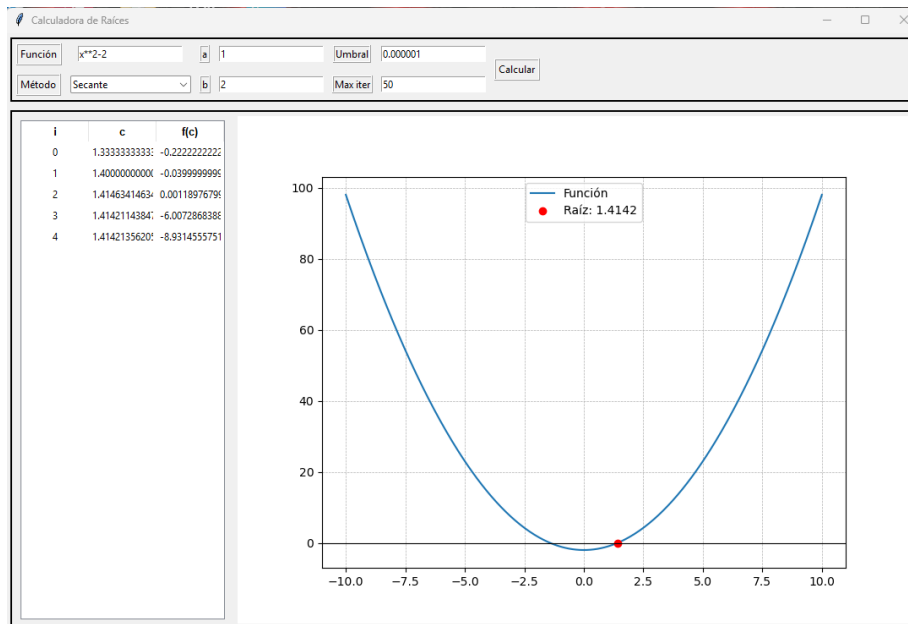 Calculadora de Raíces
Función x**2-2 a 1 Umbral 0.000001
Calcular
Método Secante b 2 Max iter 50
i c f(c)
0 1.3333333333 -0.2222222222
1 1.4000000000 -0.0399999999
2 1.4146341463 0.0011897679
3 1.4142114384 -6.007286838
4 1.4142135620 -8.9314555751
Función
Raíz: 1.4142
100
80
60
40
20
0
−10.0 −7.5 −5.0 −2.5 0.0 2.5 5.0 7.5 10.0